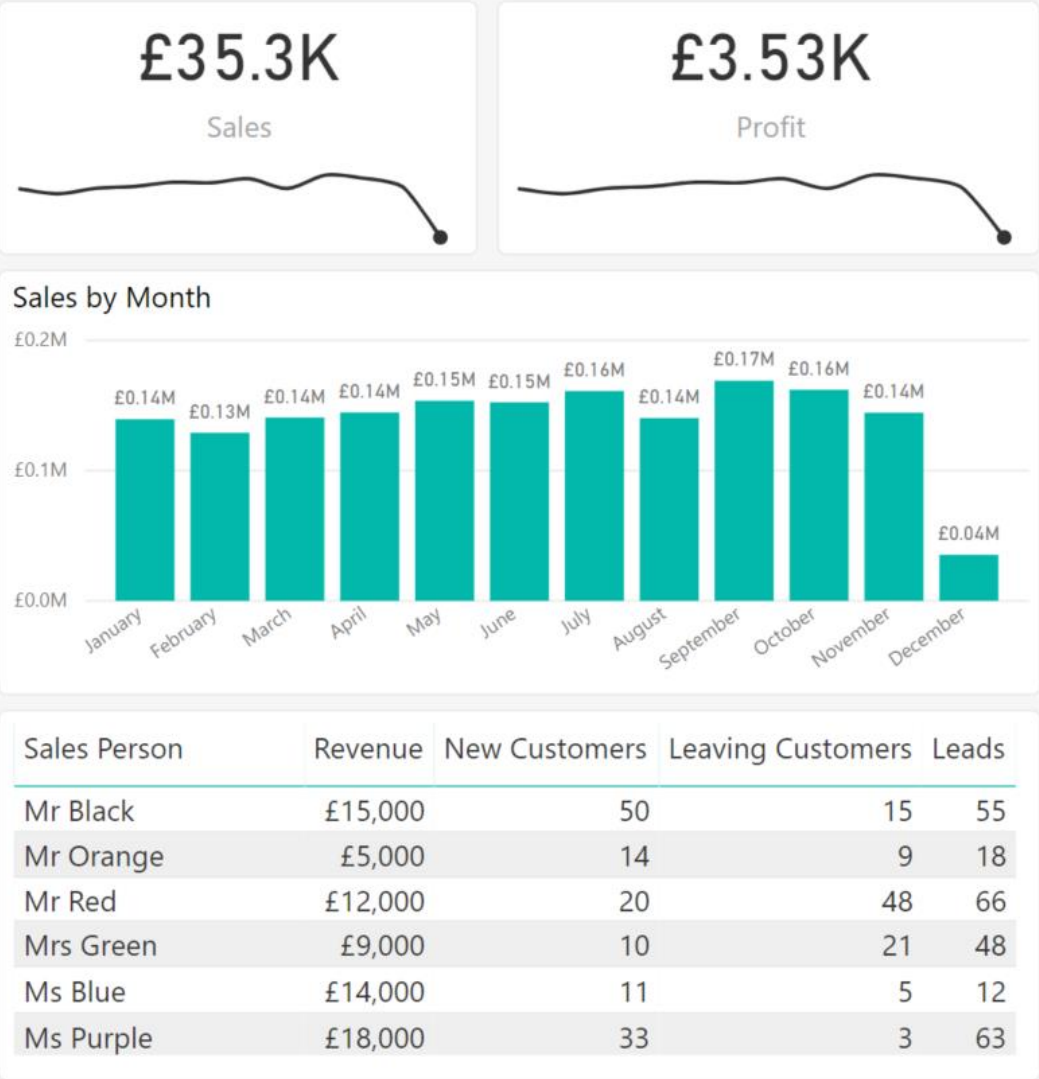 £35.3K
Sales
£3.53K
Profit
Sales by Month
£0.2M
£0.1M
£0.0M
£0.14M
£0.13M
£0.14M
£0.14M
£0.15M
£0.15M
£0.16M
£0.14M
£0.17M
£0.16M
£0.14M
£0.04M
January
February
March
April
May
June
July
August
September
October
November
December
Sales Person Revenue New Customers Leaving Customers Leads
Mr Black £15,000 50 15 55
Mr Orange £5,000 14 9 18
Mr Red £12,000 20 48 66
Mrs Green £9,000 10 21 48
Ms Blue £14,000 11 5 12
Ms Purple £18,000 33 3 63